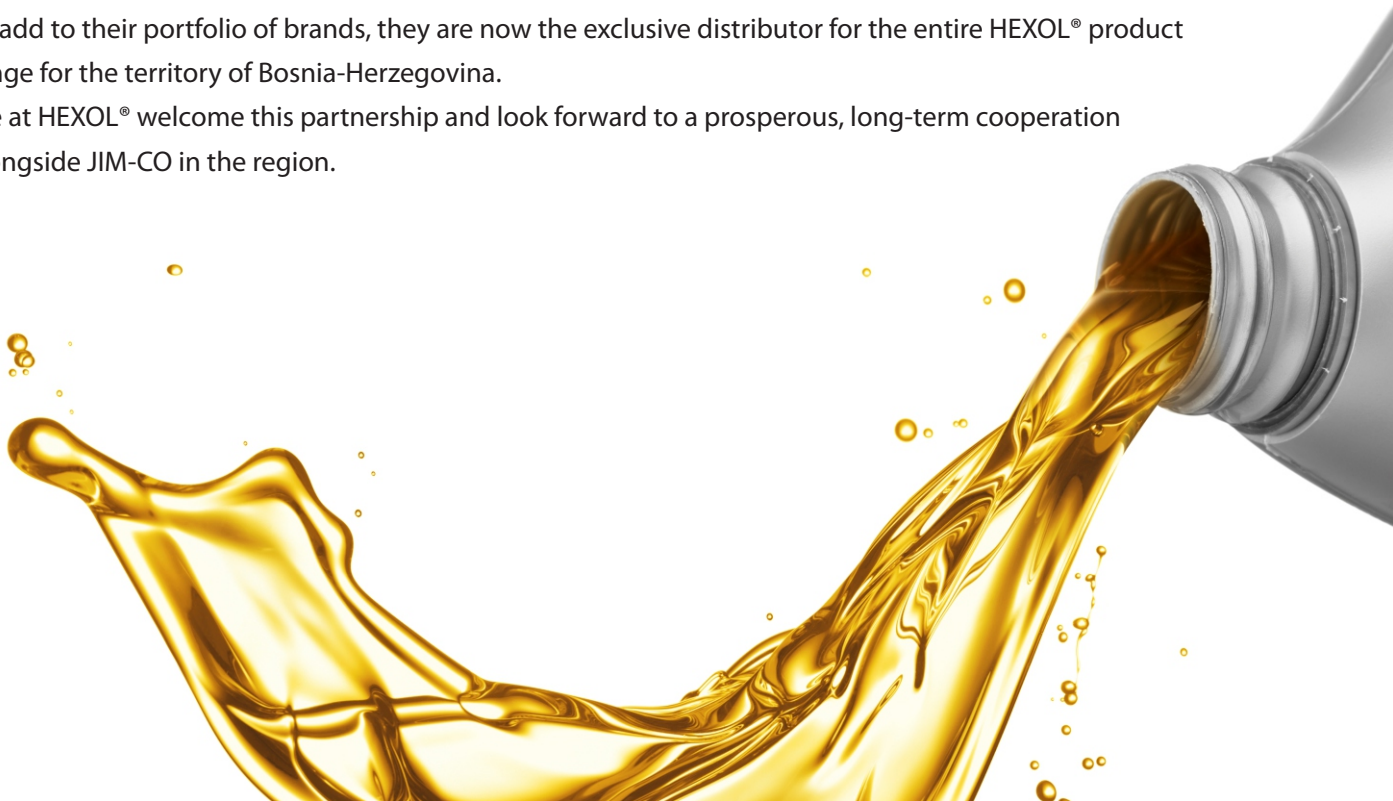 add to their portfolio of brands, they are now the exclusive distributor for the entire HEXOL® product
for the territory of Bosnia-Herzegovina.
at HEXOL® welcome this partnership and look forward to a prosperous, long-term cooperation
JIM-CO in the region.